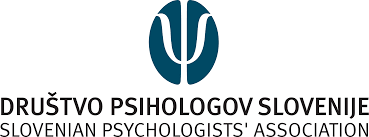 DRUŠTVO PSIHOLOGOV SLOVENIJE
SLOVENIAN PSYCHOLOGISTS' ASSOCIATION